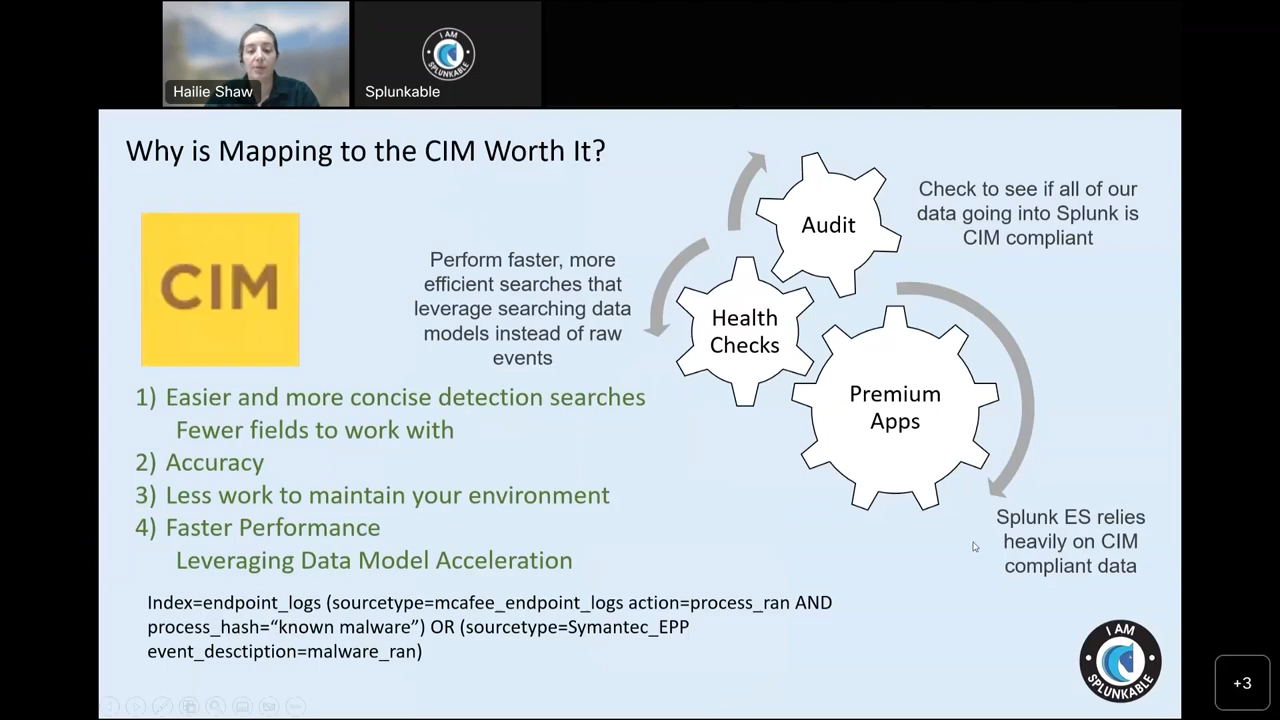 I AM
SPLUNKABLE
Hailie Shaw
Splunkable
Why is Mapping to the CIM Worth It?
CIM
Perform faster, more
efficient searches that
leverage searching data
models instead of raw
events
Audit
Check to see if all of our
data going into Splunk is
CIM compliant
Health
Checks
Premium
Apps
Splunk ES relies
heavily on CIM
compliant data
1) Easier and more concise detection searches
Fewer fields to work with
2) Accuracy
3) Less work to maintain your environment
4) Faster Performance
Leveraging Data Model Acceleration
Index=endpoint_logs (sourcetype=mcafee_endpoint_logs action=process_ran AND
process_hash=“known malware”) OR (sourcetype=Symantec_EPP
event_desctiption=malware_ran)
I AM
SPLUNKABLE
+3